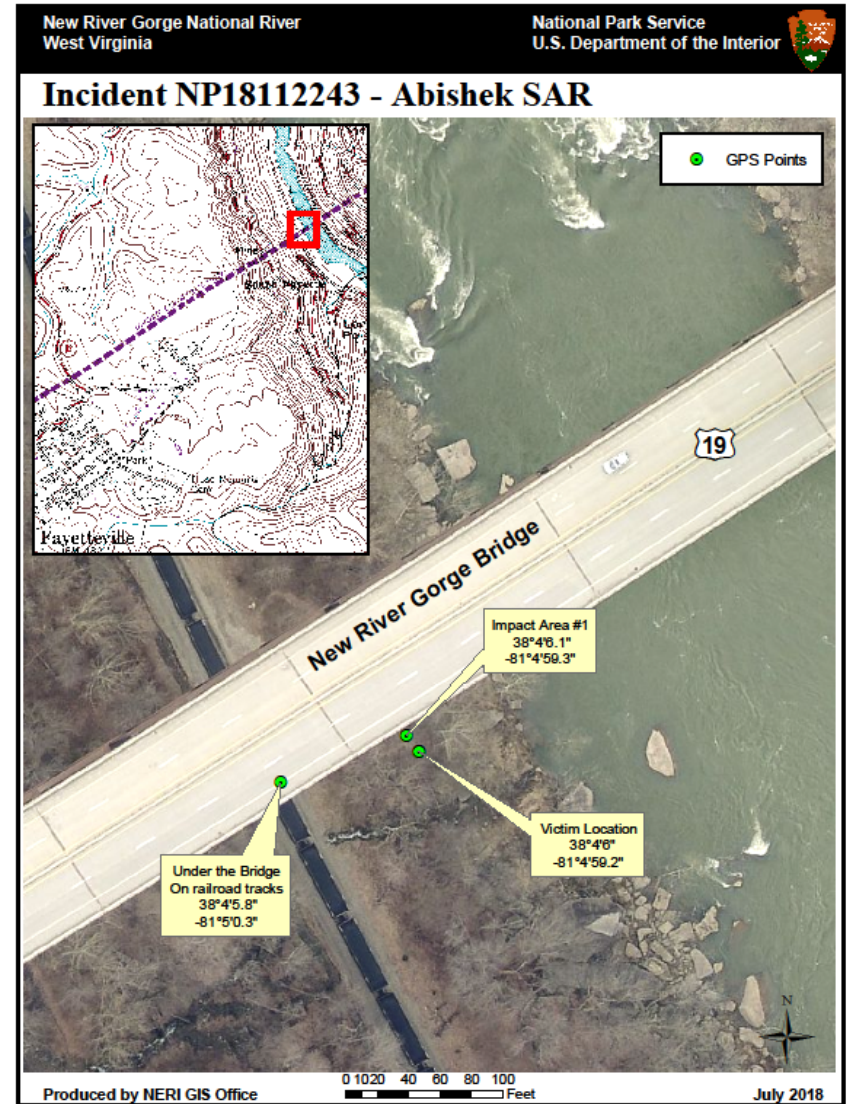 New River Gorge National River
West Virginia
National Park Service
U.S. Department of the Interior
Incident NP18112243 - Abishek SAR
GPS Points
Fayetteville
19
New River Gorge Bridge
Impact Area #1
38°4'6.1"
-81°4'59.3"
Victim Location
38°4'6"
-81°4'59.2"
Under the Bridge
On railroad tracks
38°4'5.8"
-81°5'0.3"
N
Produced by NERI GIS Office
0 1020 40 60 80 100
Feet
July 2018